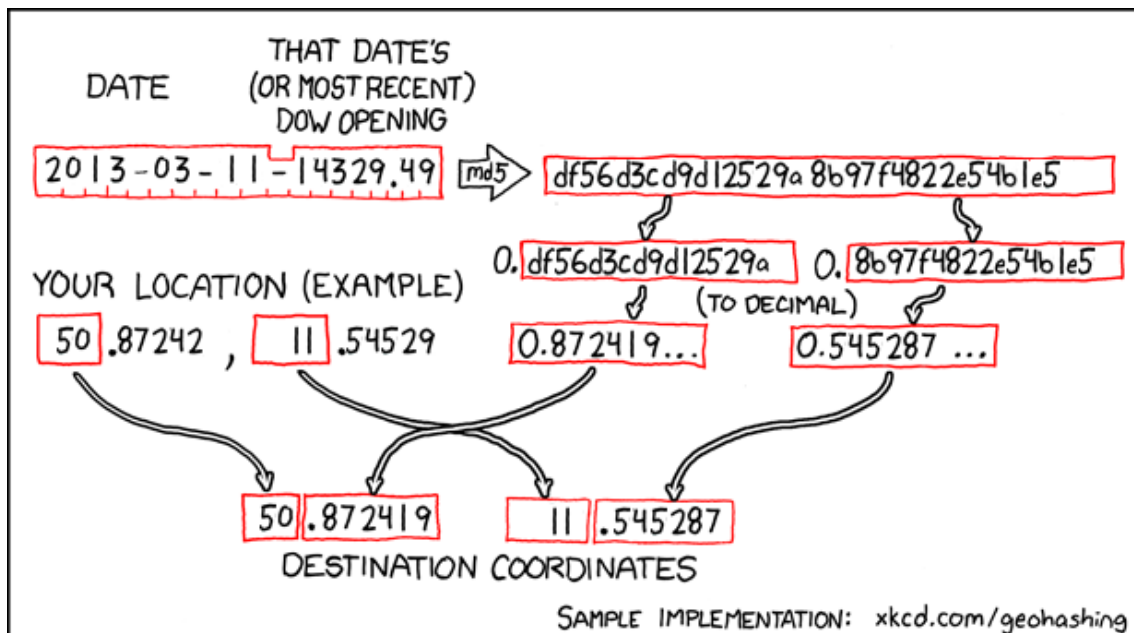 DATE
THAT DATE'S
(OR MOST RECENT)
DOW OPENING
2013-03-11-14329.49
md5
df56d3cd9d12529a8b97f4822e54b1e5
0.df56d3cd9d12529a
0.8b97f4822e54b1e5
YOUR LOCATION (EXAMPLE)
(TO DECIMAL)
50.87242, 11.54529
0.872419...
0.545287...
50.872419
11.545287
DESTINATION COORDINATES
SAMPLE IMPLEMENTATION: xkcd.com/geohashing